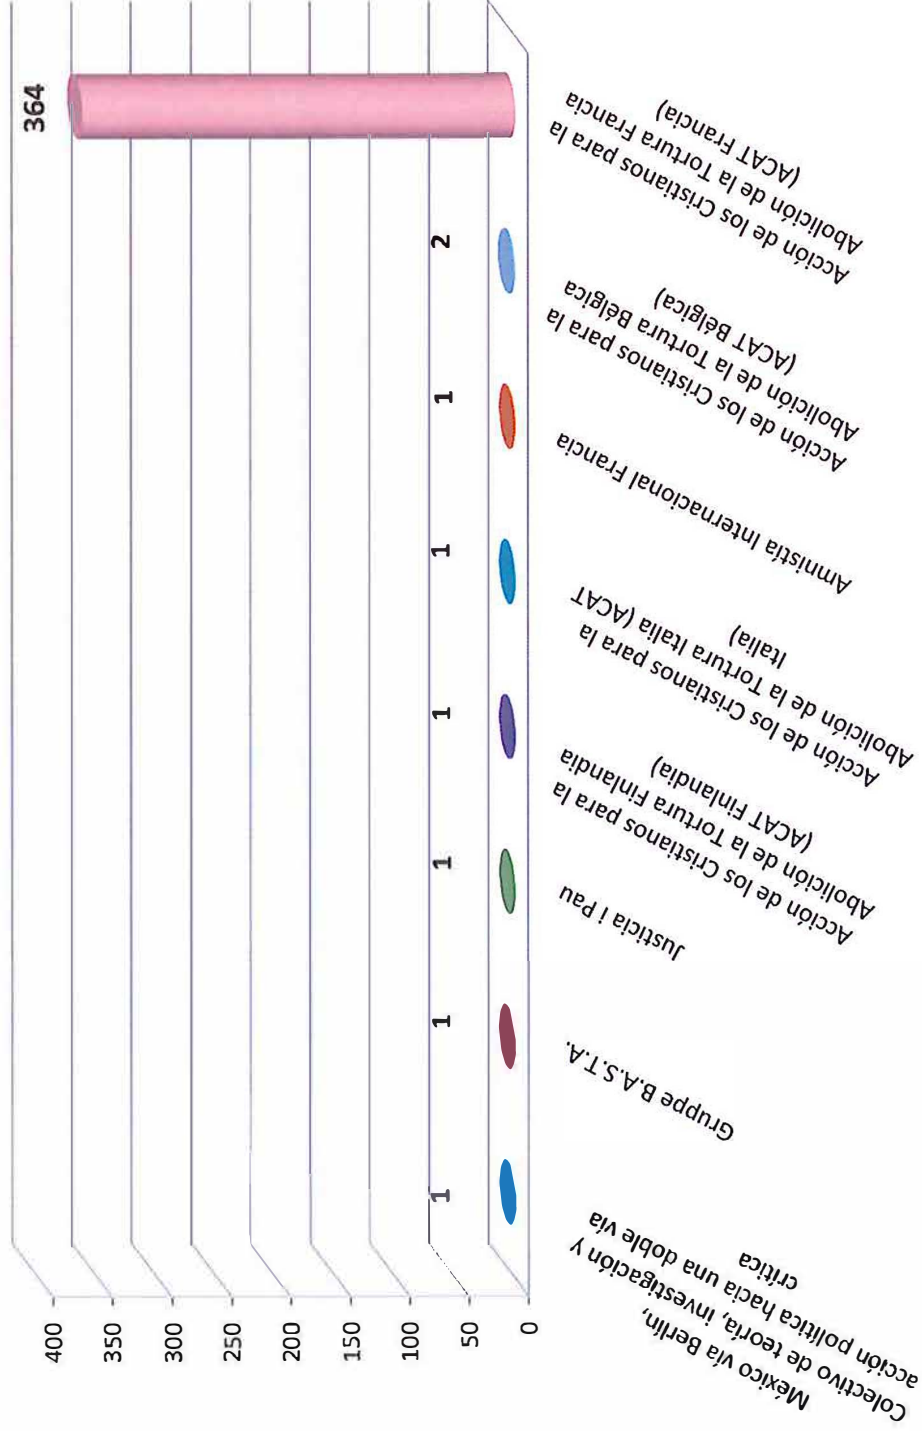 400
350
300
250
200
150
100
50
0
1
1
1
1
1
1
2
364
México vía Berlín,
Colectivo de teoría, investigación y
acción política hacia una doble vía
crítica
Gruppe B.A.S.T.A.
Justicia i Pau
Acción de los Cristianos para la
Abolición de la Tortura Finlandia
(ACAT Finlandia)
Acción de los Cristianos para la
Abolición de la Tortura Italia (ACAT
Italia)
Amnistía Internacional Francia
Acción de los Cristianos para la
Abolición de la Tortura Bélgica
(ACAT Bélgica)
Acción de los Cristianos para la
Abolición de la Tortura Francia
(ACAT Francia)